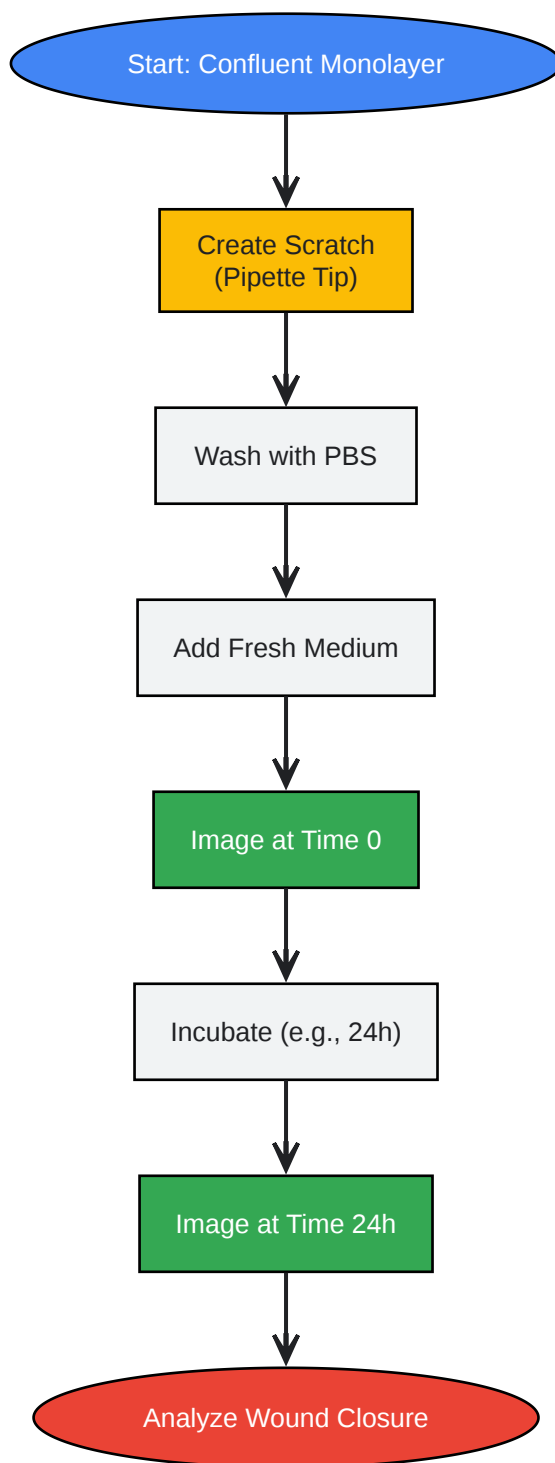 Start: Confluent Monolayer
Create Scratch
(Pipette Tip)
Wash with PBS
Add Fresh Medium
Image at Time 0
Incubate (e.g., 24h)
Image at Time 24h
Analyze Wound Closure